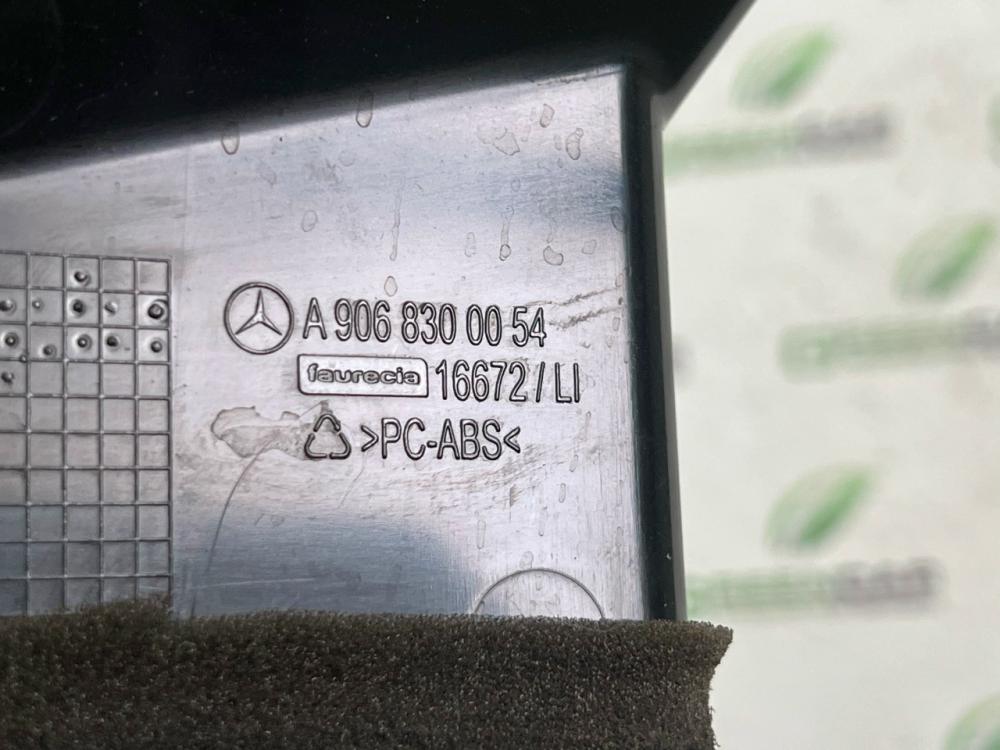 A 906 830 00 54
faurecia 16672/LI
>PC-ABS<